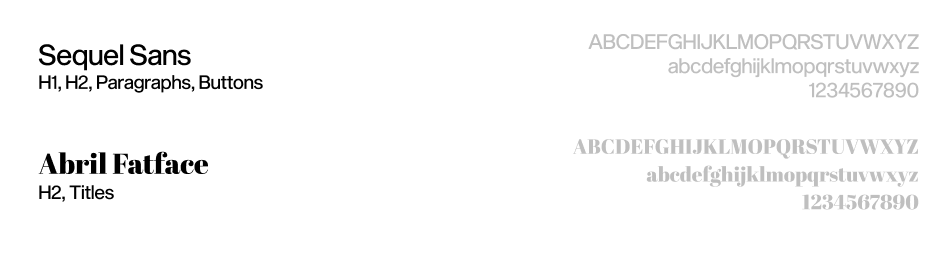 Sequel Sans
H1, H2, Paragraphs, Buttons
ABCDEFGHIJKLMOPQRSTUVWXYZ
abcdefghijklmopqrstuvwxyz
1234567890
Abril Fatface
H2, Titles
ABCDEFGHIJKLMOPQRSTUVWXYZ
abcdefghijklmopqrstuvwxyz
1234567890